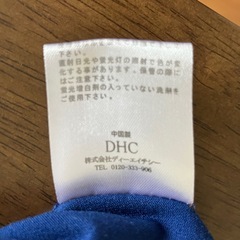 さい。
直射日光や蛍光灯の照射で色が変
化する事があります。保管の際に
は、ご注意下さい。
蛍光増白剤の入っていない洗剤を
ご使用下さい。
中国製
DHC
株式会社ディーエイチシー
TEL 0120-333-906